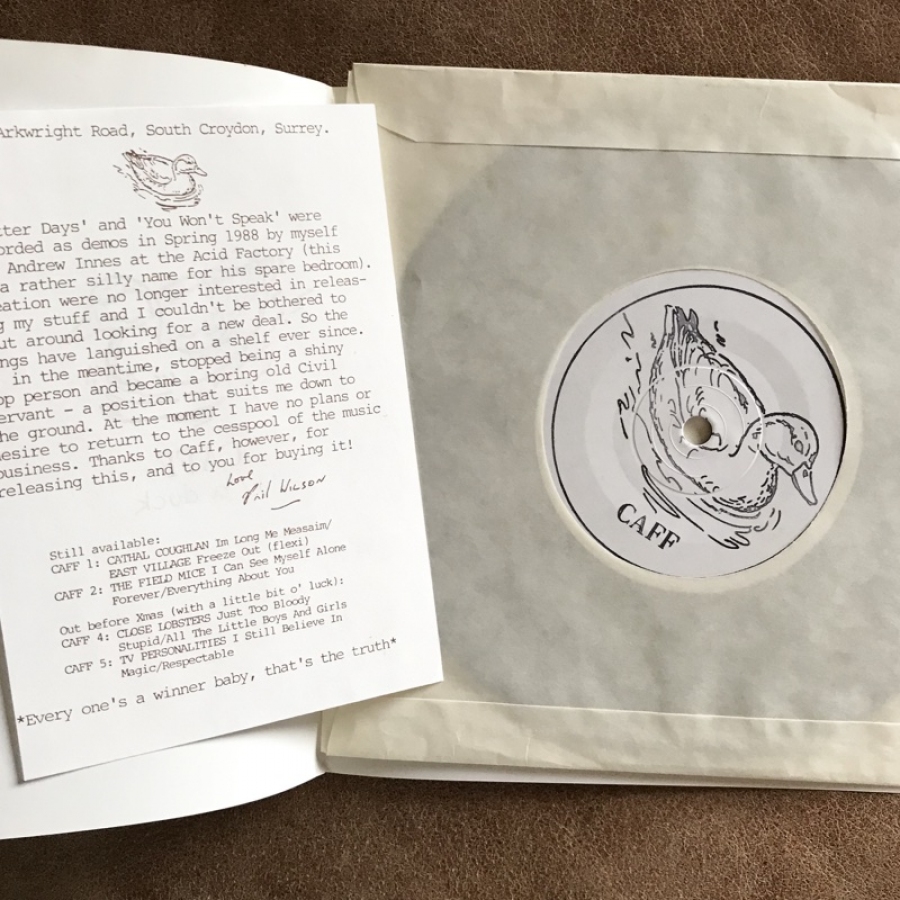 Arkwright Road, South Croydon, Surrey.
tter Days' and 'You Won't Speak' were
orded as demos in Spring 1988 by myself
Andrew Innes at the Acid Factory (this
a rather silly name for his spare bedroom).
eation were no longer interested in releas-
g my stuff and I couldn't be bothered to
ut around looking for a new deal. So the
ngs have languished on a shelf ever since.
in the meantime, stopped being a shiny
op person and became a boring old Civil
ervant - a position that suits me down to
he ground. At the moment I have no plans or
desire to return to the cesspool of the music
business. Thanks to Caff, however, for
releasing this, and to you for buying it!
Love
Phil Wilson
Still available:
CAFF 1: CATHAL COUGHLAN Im Long Me Measaim/
EAST VILLAGE Freeze Out (flexi)
CAFF 2: THE FIELD MICE I Can See Myself Alone
Forever/Everything About You
Out before Xmas (with a little bit o' luck):
CAFF 4: CLOSE LOBSTERS Just Too Bloody
Stupid/All The Little Boys And Girls
CAFF 5: TV PERSONALITIES I Still Believe In
Magic/Respectable
*Every one's a winner baby, that's the truth*
CAFF